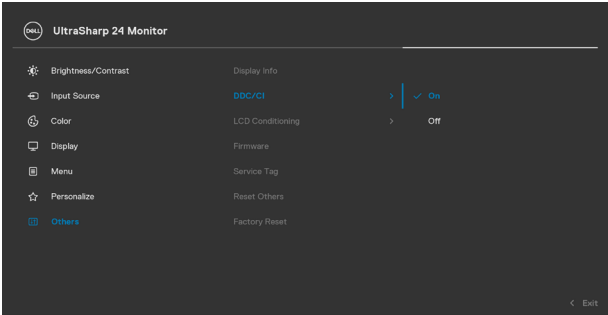 DELL UltraSharp 24 Monitor
Brightness/Contrast Display Info
Input Source DDC/CI > ✓ On
Color LCD Conditioning > Off
Display Firmware
Menu Service Tag
Personalize Reset Others
Others Factory Reset
< Exit